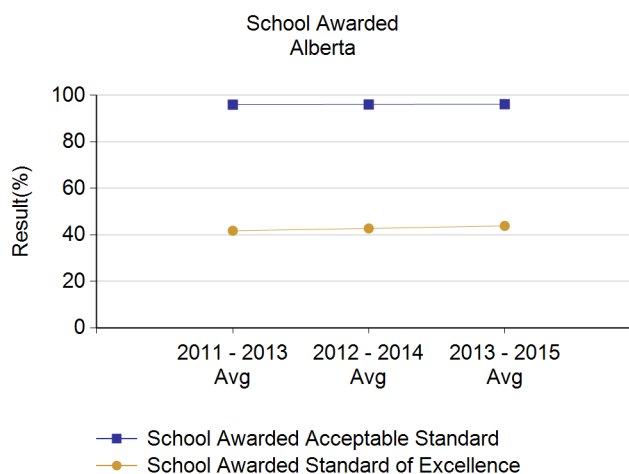 School Awarded
Alberta
Result(%)
100
80
60
40
20
0
2011 - 2013 Avg
2012 - 2014 Avg
2013 - 2015 Avg
School Awarded Acceptable Standard
School Awarded Standard of Excellence